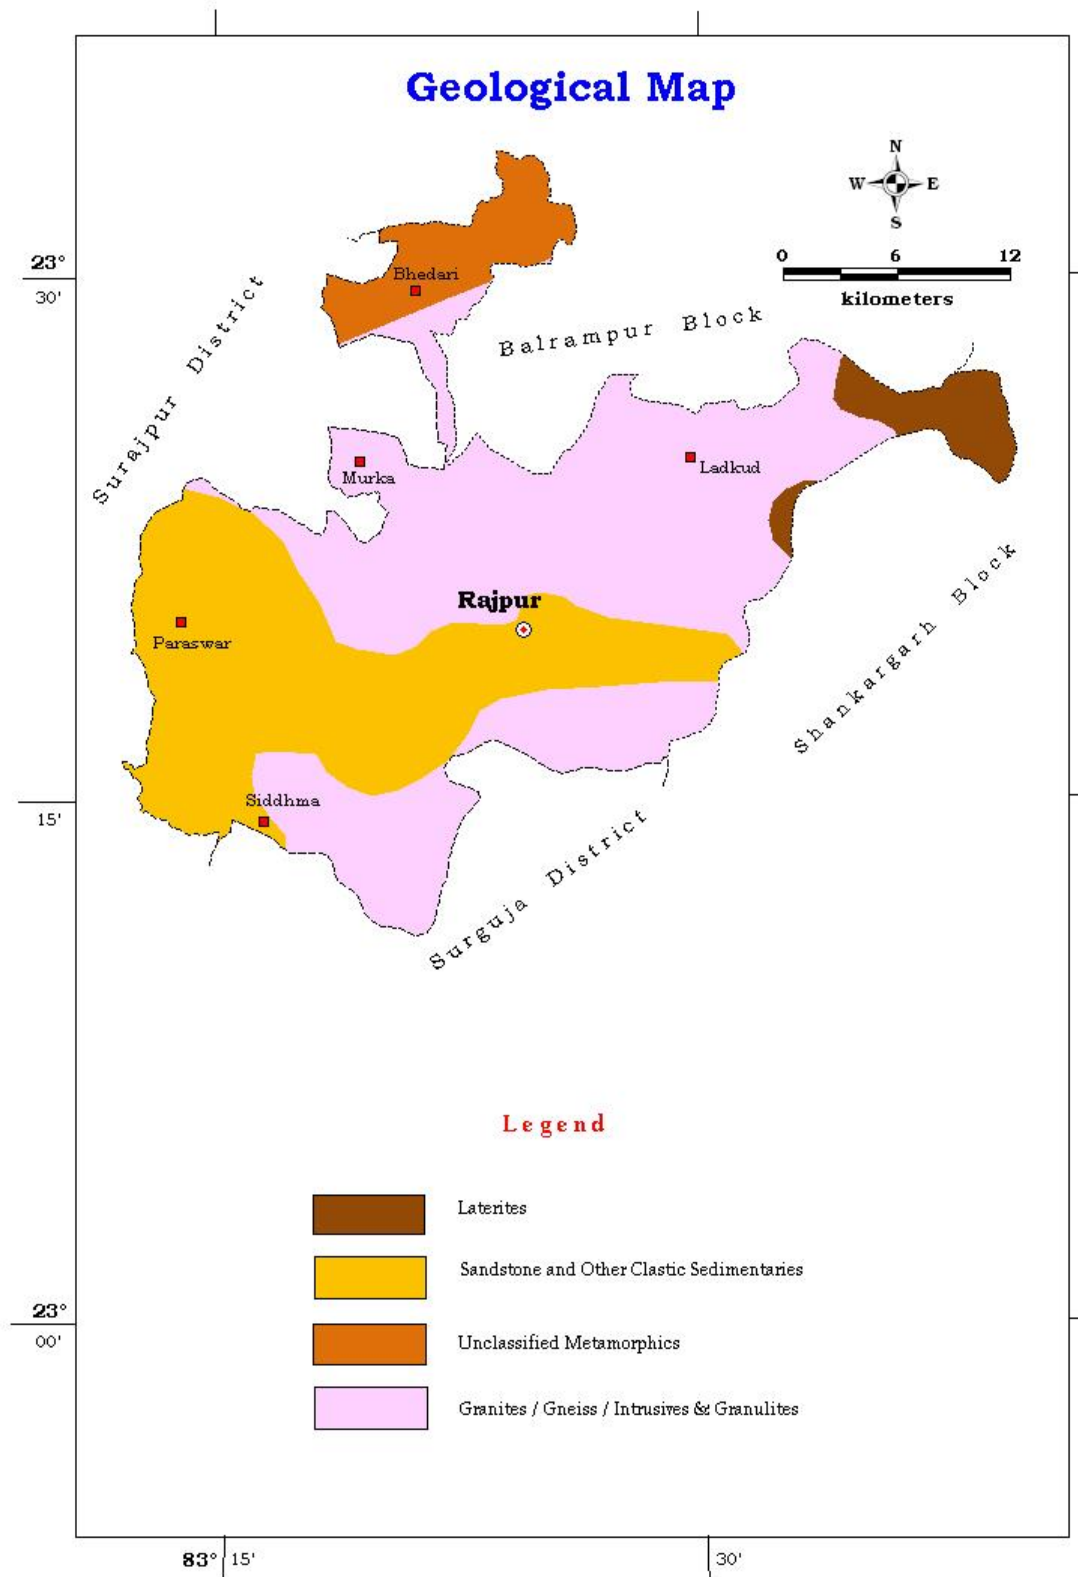 Geological Map
N
W E
S
0 6 12
kilometers
23°
30'
Bhedari
Surajpur District
Balrampur Block
Murka
Ladkud
Rajpur
Paraswar
Shankargarh Block
Siddhma
15'
Surguja District
Legend
Laterites
Sandstone and Other Clastic Sedimentaries
23°
00'
Unclassified Metamorphics
Granites / Gneiss / Intrusives & Granulites
83° 15' 30'